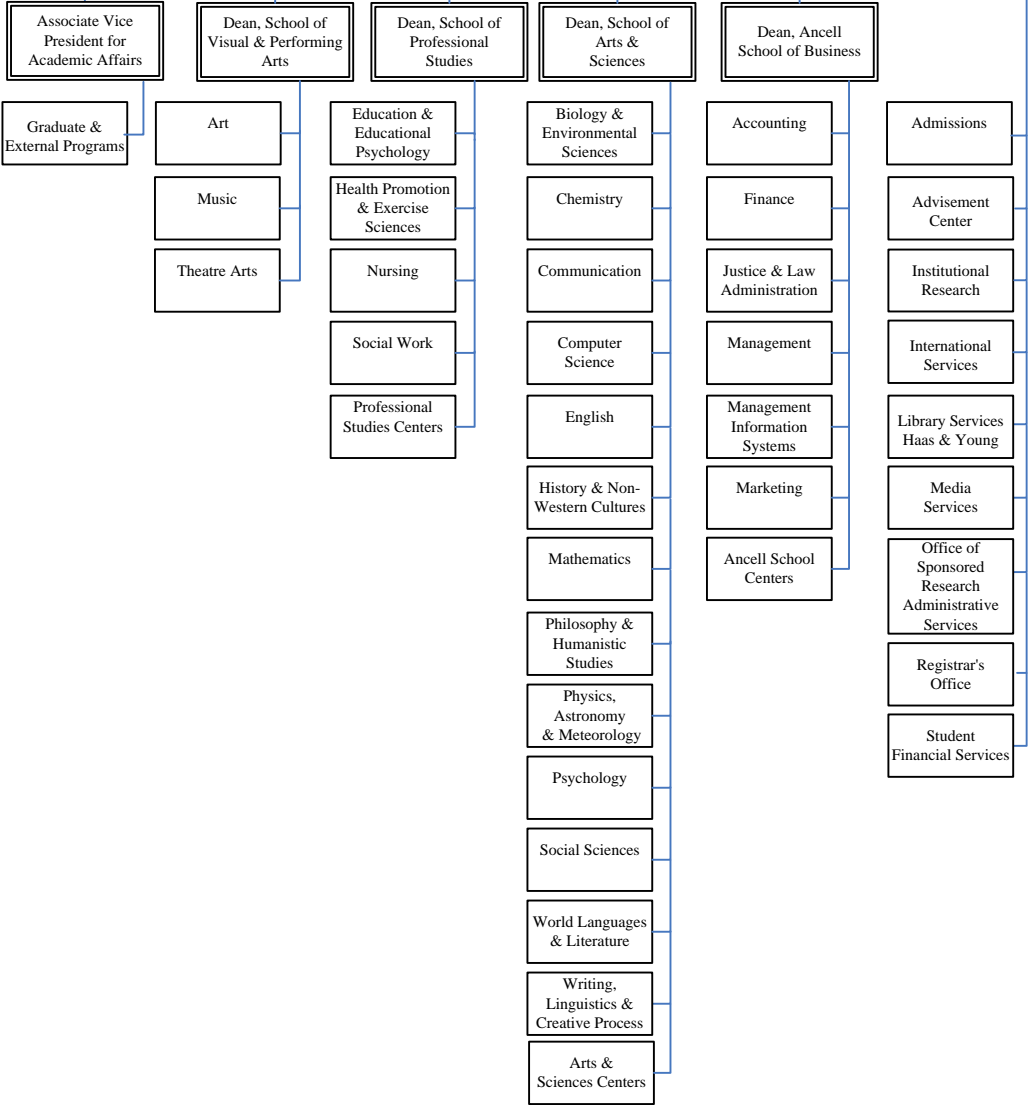 Associate Vice
President for
Academic Affairs
Graduate &
External Programs
Dean, School of
Visual & Performing
Arts
Art
Music
Theatre Arts
Dean, School of
Professional
Studies
Education &
Educational
Psychology
Health Promotion
& Exercise
Sciences
Nursing
Social Work
Professional
Studies Centers
Dean, School of
Arts &
Sciences
Biology &
Environmental
Sciences
Chemistry
Communication
Computer
Science
English
History & Non-
Western Cultures
Mathematics
Philosophy &
Humanistic
Studies
Physics,
Astronomy
& Meteorology
Psychology
Social Sciences
World Languages
& Literature
Writing,
Linguistics &
Creative Process
Arts &
Sciences Centers
Dean, Ancell
School of Business
Accounting
Finance
Justice & Law
Administration
Management
Management
Information
Systems
Marketing
Ancell School
Centers
Admissions
Advisement
Center
Institutional
Research
International
Services
Library Services
Haas & Young
Media
Services
Office of
Sponsored
Research
Administrative
Services
Registrar's
Office
Student
Financial Services